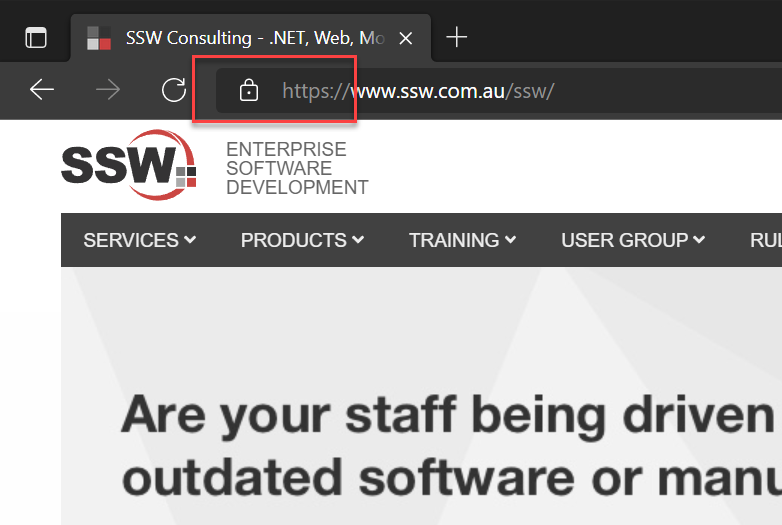 SSW Consulting - .NET, Web, Mo
https://www.ssw.com.au/ssw/
SSW
ENTERPRISE
SOFTWARE
DEVELOPMENT
SERVICES PRODUCTS TRAINING USER GROUP RUL
Are your staff being driven
outdated software or manu